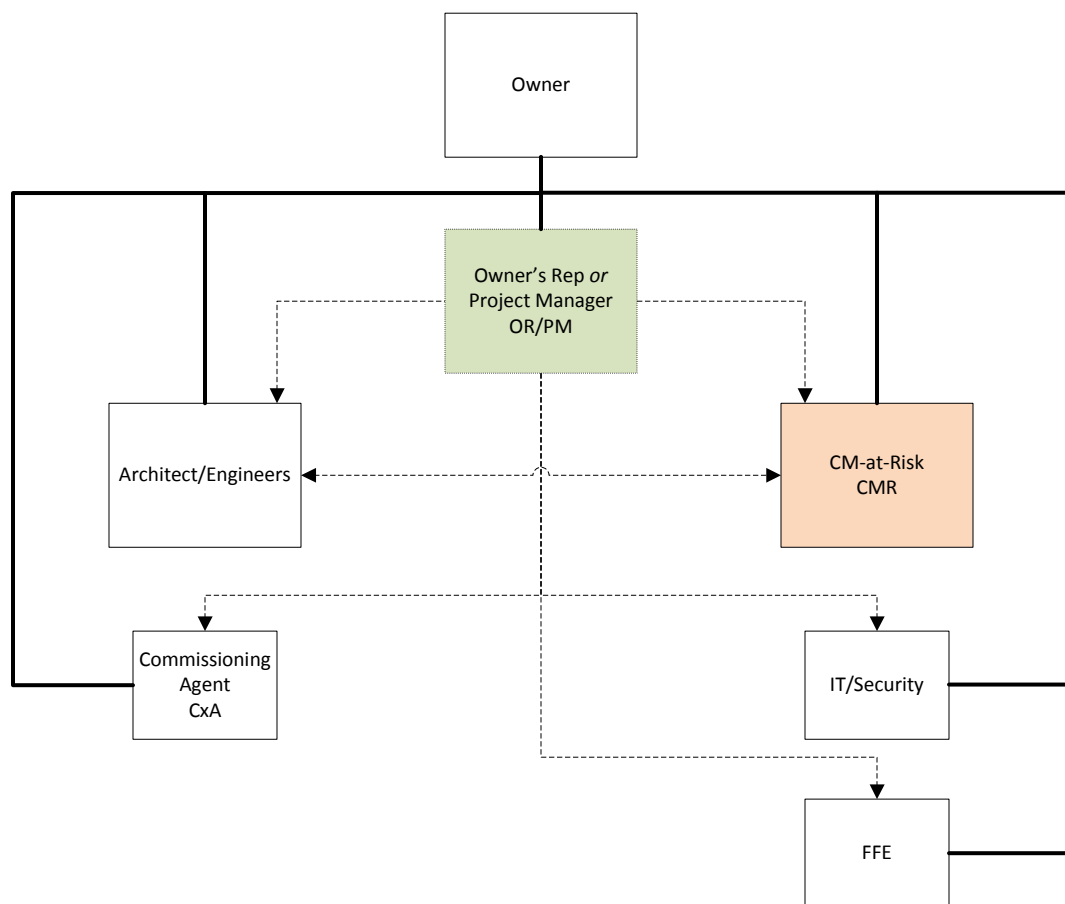 Owner
Owner’s Rep or
Project Manager
OR/PM
Architect/Engineers
CM-at-Risk
CMR
Commissioning
Agent
CxA
IT/Security
FFE